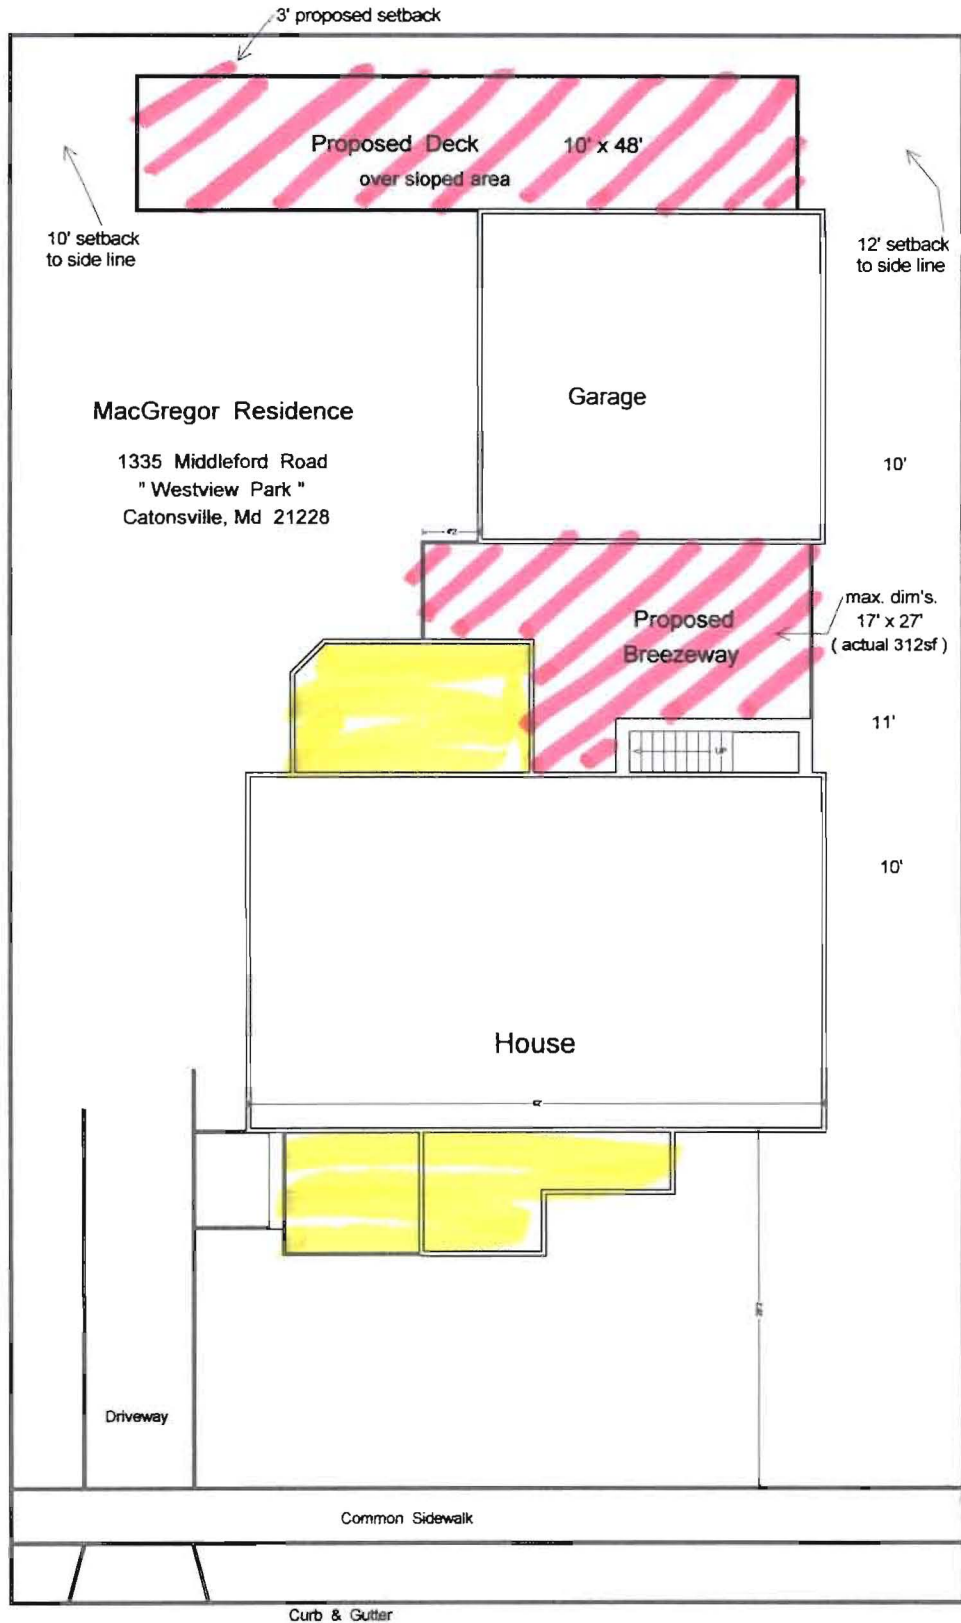 3' proposed setback
Proposed Deck 10' x 48'
over sloped area
10' setback
to side line
12' setback
to side line
Garage
MacGregor Residence
1335 Middleford Road
" Westview Park "
Catonsville, Md 21228
10'
max. dim's.
17' x 27'
( actual 312sf )
Proposed
Breezeway
11'
UP
10'
House
Driveway
Common Sidewalk
Curb & Gutter